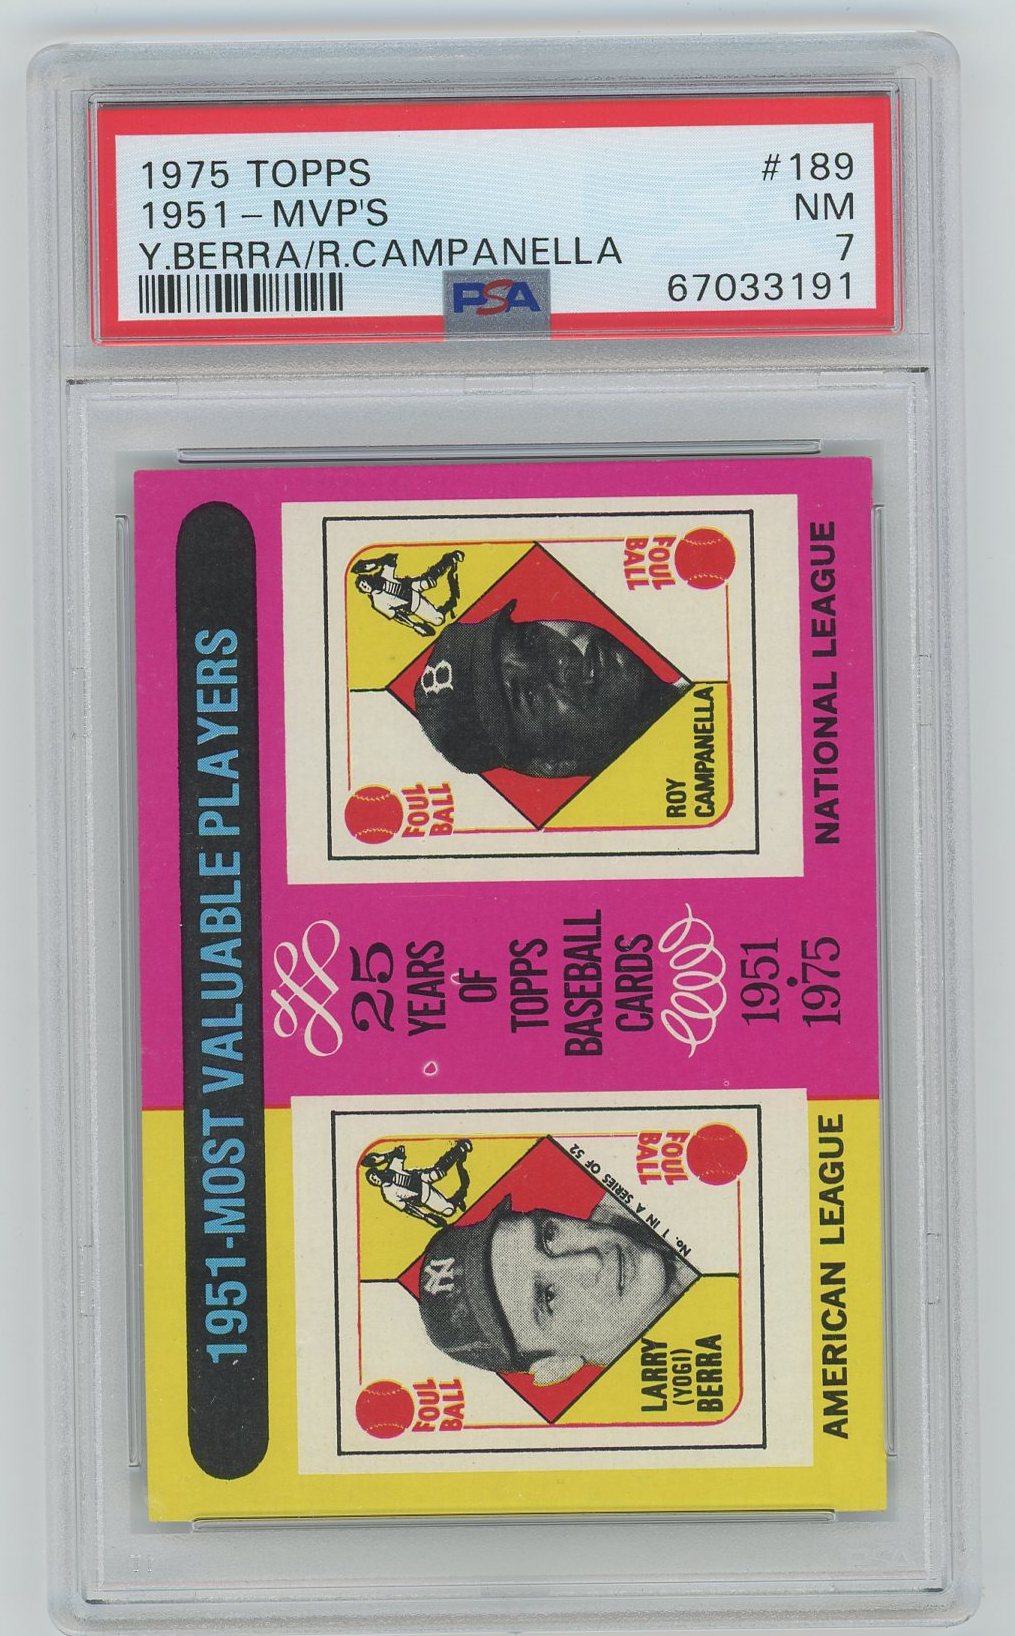 1975 TOPPS #189
1951 - MVP'S NM
Y.BERRA/R.CAMPANELLA 7
PSA 67033191
1951-MOST VALUABLE PLAYERS
FOUL
BALL
No. 1 IN A SERIES OF 52
LARRY
(YOGI)
BERRA
FOUL
BALL
NY
AMERICAN LEAGUE
25
YEARS
OF
TOPPS
BASEBALL
CARDS
1951
•
1975
FOUL
BALL
B
ROY
CAMPANELLA
FOUL
BALL
NATIONAL LEAGUE